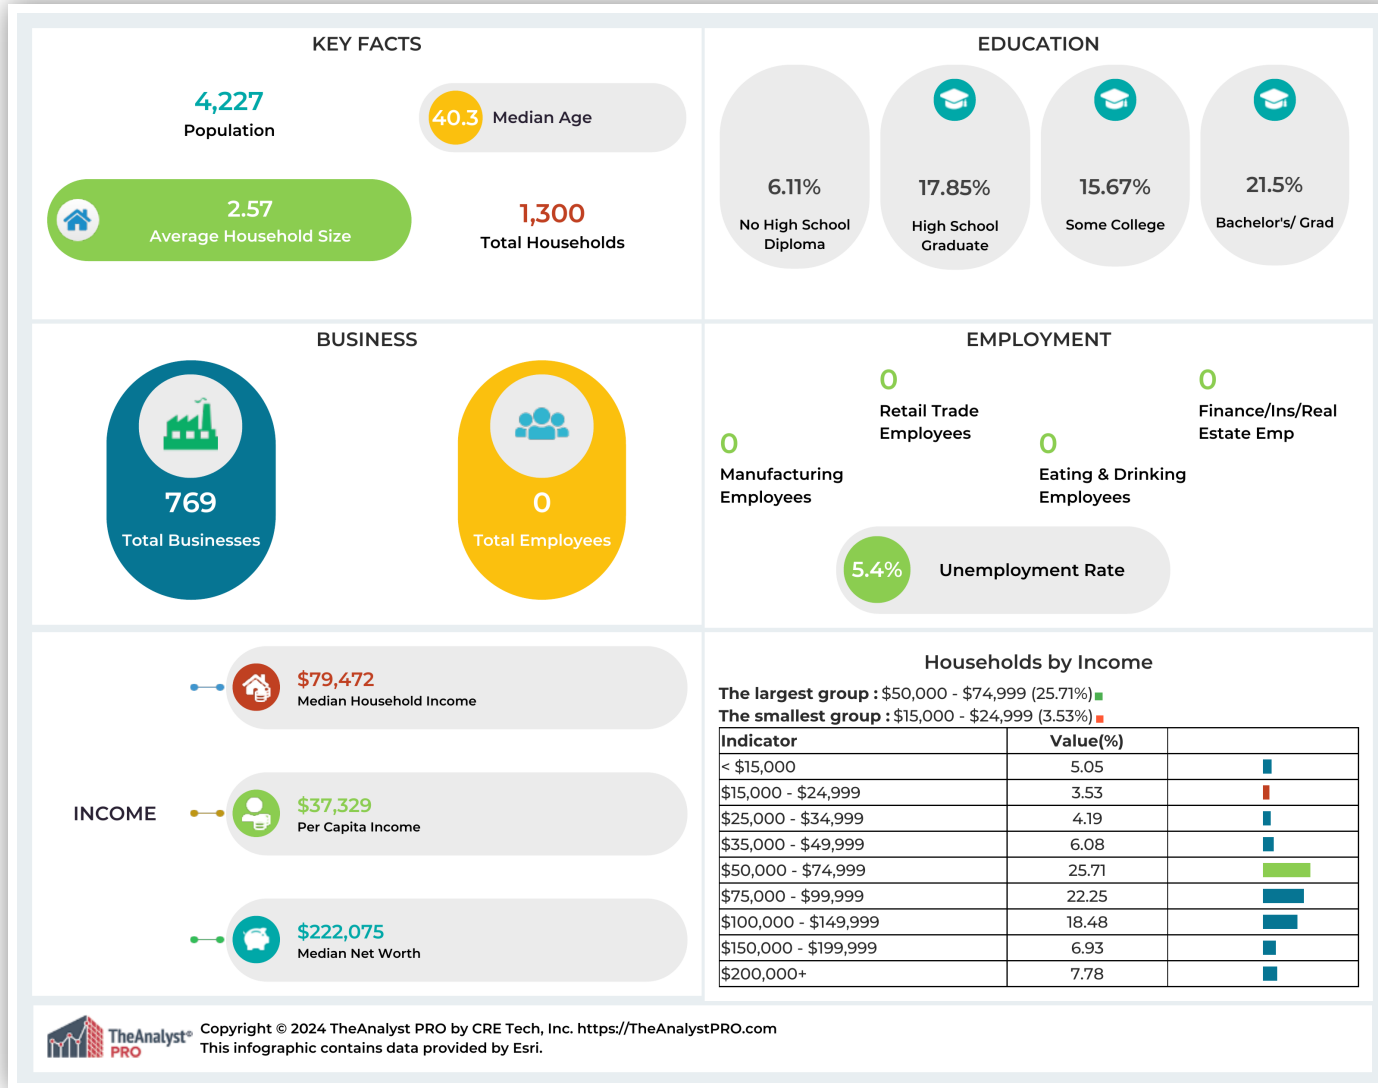 KEY FACTS
4,227
Population
40.3 Median Age
2.57
Average Household Size
1,300
Total Households
EDUCATION
6.11%
No High School
Diploma
17.85%
High School
Graduate
15.67%
Some College
21.5%
Bachelor's/ Grad
BUSINESS
769
Total Businesses
0
Total Employees
EMPLOYMENT
0
Manufacturing
Employees
0
Retail Trade
Employees
0
Eating & Drinking
Employees
0
Finance/Ins/Real
Estate Emp
5.4% Unemployment Rate
INCOME
$79,472
Median Household Income
$37,329
Per Capita Income
$222,075
Median Net Worth
Households by Income
The largest group : $50,000 - $74,999 (25.71%)
The smallest group : $15,000 - $24,999 (3.53%)
Indicator Value(%)
< $15,000 5.05
$15,000 - $24,999 3.53
$25,000 - $34,999 4.19
$35,000 - $49,999 6.08
$50,000 - $74,999 25.71
$75,000 - $99,999 22.25
$100,000 - $149,999 18.48
$150,000 - $199,999 6.93
$200,000+ 7.78
TheAnalyst®
PRO
Copyright © 2024 TheAnalyst PRO by CRE Tech, Inc. https://TheAnalystPRO.com
This infographic contains data provided by Esri.